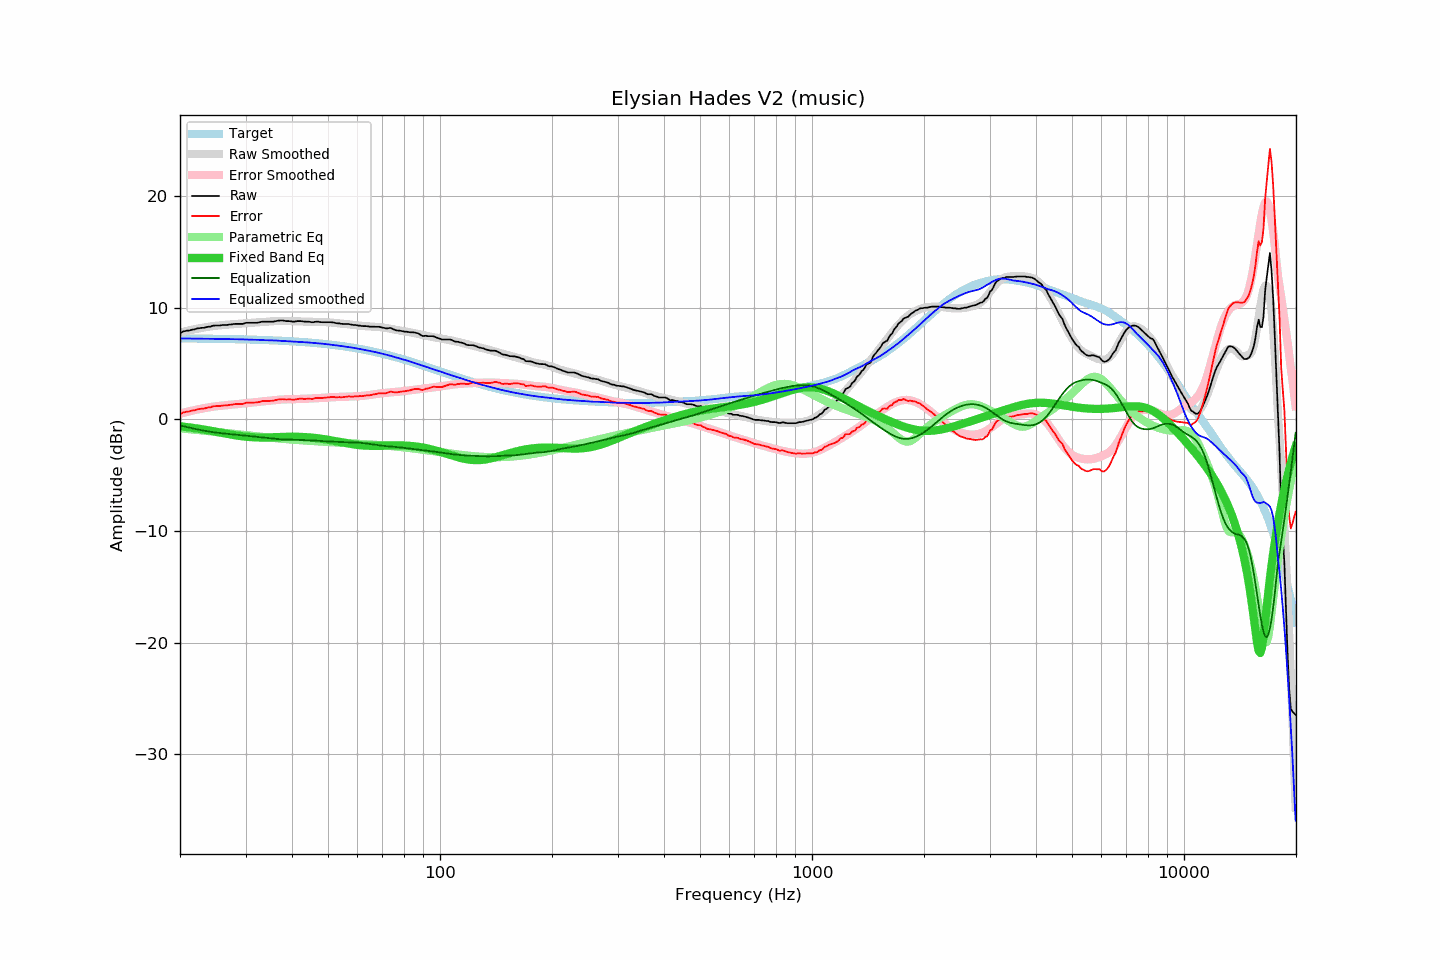 Elysian Hades V2 (music)
Target
Raw Smoothed
Error Smoothed
Raw
Error
Parametric Eq
Fixed Band Eq
Equalization
Equalized smoothed
20
10
0
−10
−20
−30
Amplitude (dBr)
100
1000
10000
Frequency (Hz)